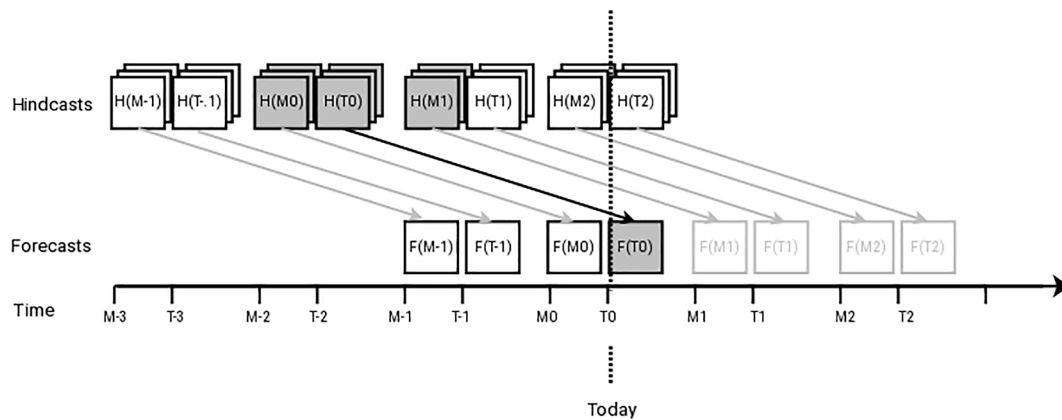 Hindcasts H(M-1) H(T-.1) H(M0) H(T0) H(M1) H(T1) H(M2) H(T2)
Forecasts F(M-1) F(T-1) F(M0) F(T0) F(M1) F(T1) F(M2) F(T2)
Time M-3 T-3 M-2 T-2 M-1 T-1 M0 T0 M1 T1 M2 T2
Today